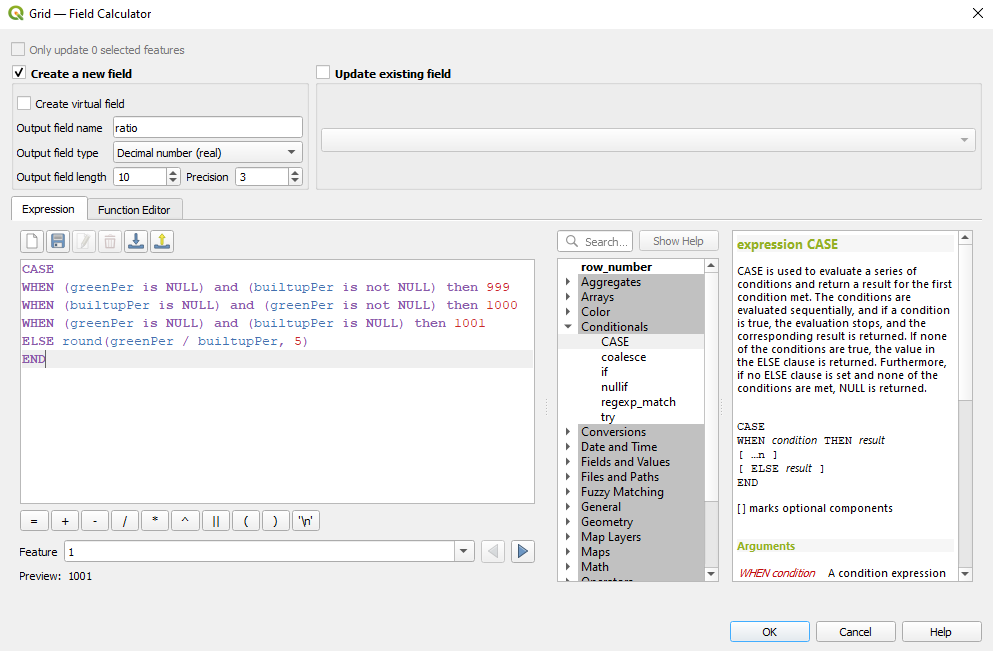 Grid — Field Calculator
Only update 0 selected features
Create a new field
Update existing field
Create virtual field
Output field name ratio
Output field type Decimal number (real)
Output field length 10 Precision 3
Expression Function Editor
Search... Show Help
CASE
WHEN (greenPer is NULL) and (builtupPer is not NULL) then 999
WHEN (builtupPer is NULL) and (greenPer is not NULL) then 1000
WHEN (greenPer is NULL) and (builtupPer is NULL) then 1001
ELSE round(greenPer / builtupPer, 5)
END
= + - / * ^ || ( ) '\n'
Feature 1
Preview: 1001
row_number
Aggregates
Arrays
Color
Conditionals
CASE
coalesce
if
nullif
regexp_match
try
Conversions
Date and Time
Fields and Values
Files and Paths
Fuzzy Matching
General
Geometry
Map Layers
Maps
Math
Operators
expression CASE
CASE is used to evaluate a series of
conditions and return a result for the first
condition met. The conditions are
evaluated sequentially, and if a condition
is true, the evaluation stops, and the
corresponding result is returned. If none
of the conditions are true, the value in
the ELSE clause is returned. Furthermore,
if no ELSE clause is set and none of the
conditions are met, NULL is returned.
CASE
WHEN condition THEN result
[ …n ]
[ ELSE result ]
END
[ ] marks optional components
Arguments
WHEN condition A condition expression
OK Cancel Help